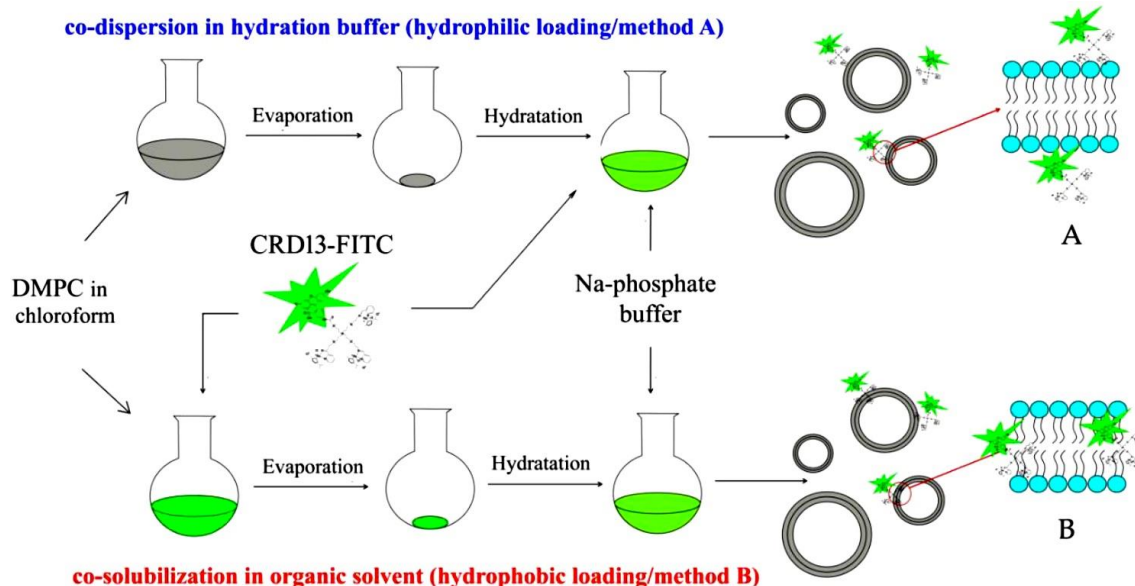 co-dispersion in hydration buffer (hydrophilic loading/method A)
Evaporation
Hydratation
CRD13-FITC
DMPC in
chloroform
Na-phosphate
buffer
A
Evaporation
Hydratation
B
co-solubilization in organic solvent (hydrophobic loading/method B)